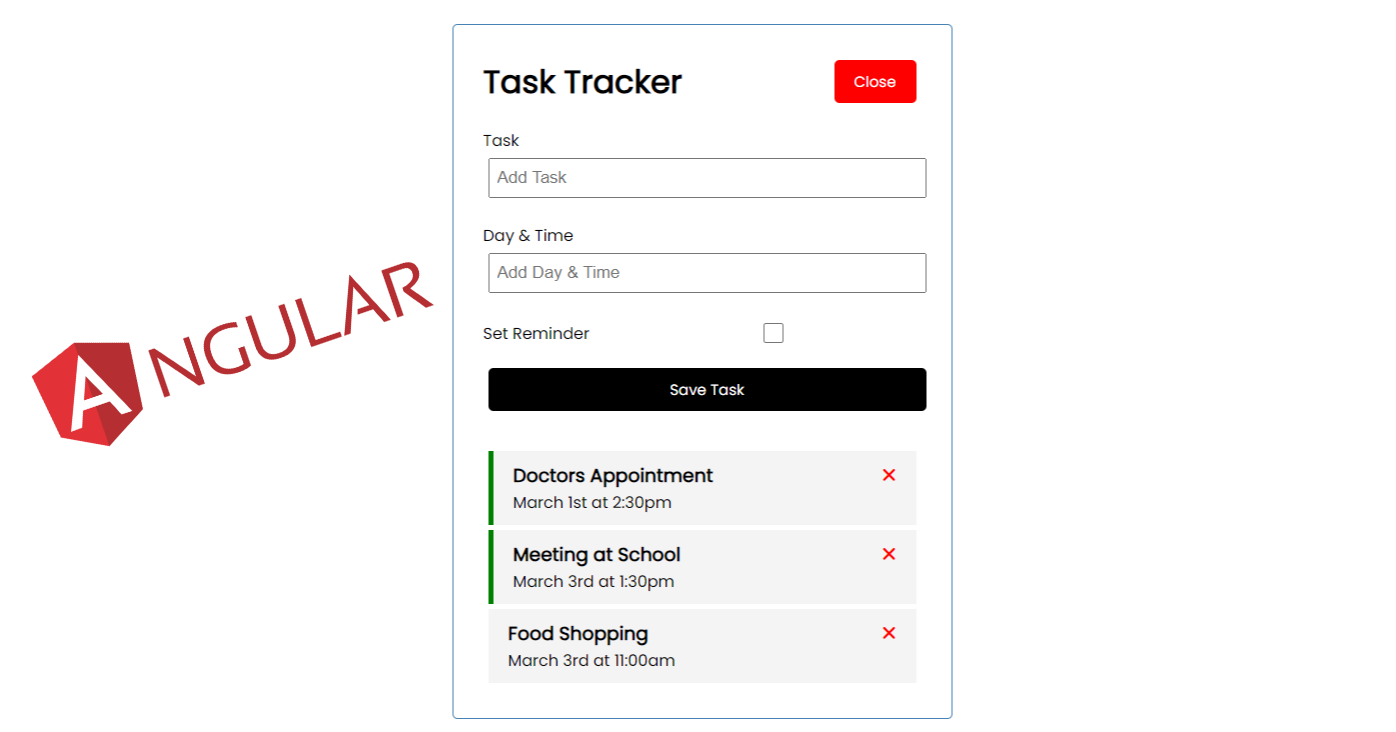 Task Tracker
Close
Task
Add Task
Day & Time
Add Day & Time
Set Reminder
Save Task
ANGULAR
Doctors Appointment
March 1st at 2:30pm
Meeting at School
March 3rd at 1:30pm
Food Shopping
March 3rd at 11:00am